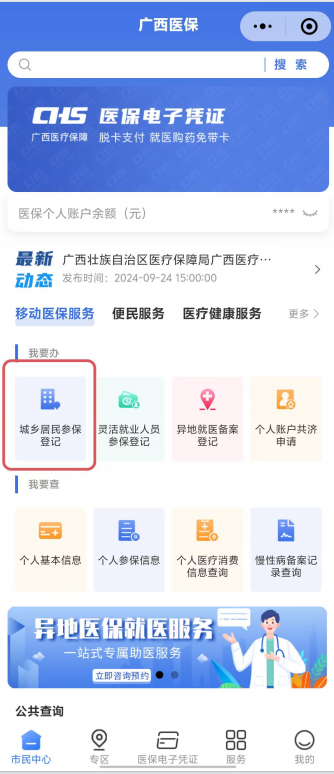 广西医保
搜 索
CHS 医保电子凭证
广西医疗保障 脱卡支付 就医购药免带卡
医保个人账户余额（元） ****
最新 广西壮族自治区医疗保障局广西医疗···
动态 发布时间：2024-09-24 15:00:00
移动医保服务 便民服务 医疗健康服务 更多
我要办
城乡居民参保 灵活就业人员 异地就医备案 个人账户共济
登记 参保登记 登记 申请
我要查
个人基本信息 个人参保信息 个人医疗消费 慢性病备案记
信息查询 录查询
异地医保就医服务
一站式专属助医服务
立即咨询预约
公共查询
市民中心 专区 医保电子凭证 服务 我的